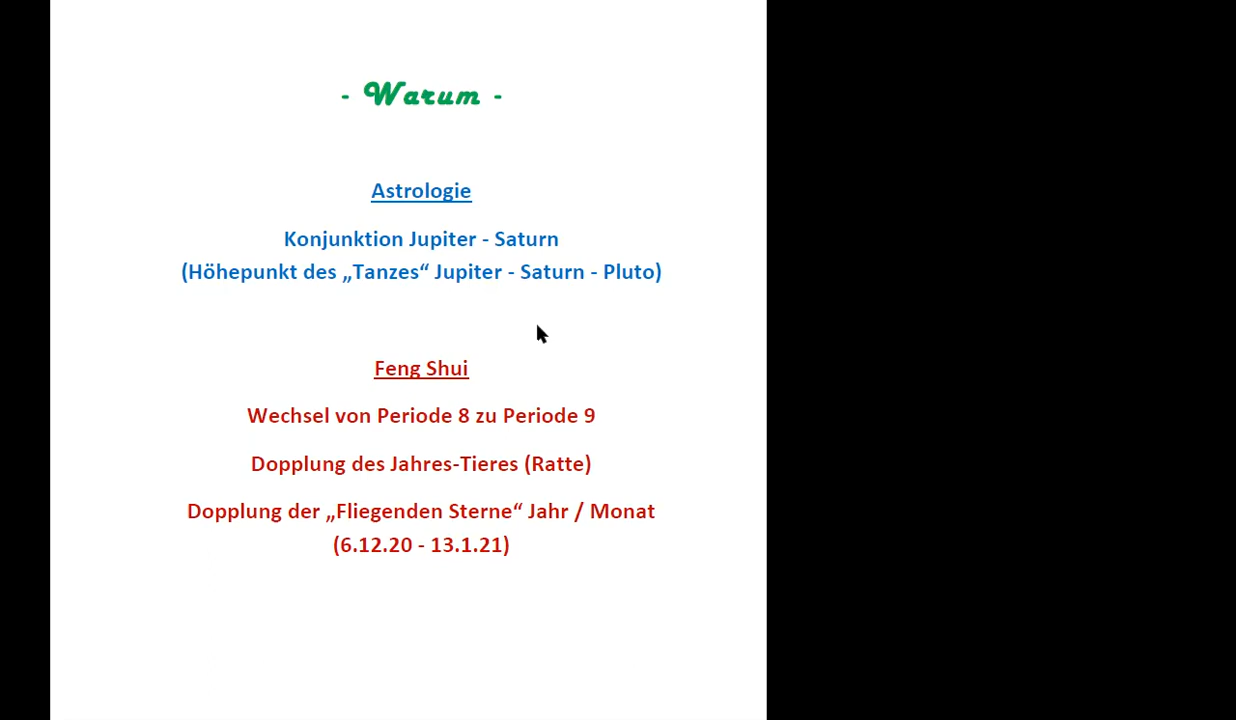 - Warum -
Astrologie
Konjunktion Jupiter - Saturn
(Höhepunkt des „Tanzes“ Jupiter - Saturn - Pluto)
Feng Shui
Wechsel von Periode 8 zu Periode 9
Dopplung des Jahres-Tieres (Ratte)
Dopplung der „Fliegenden Sterne“ Jahr / Monat
(6.12.20 - 13.1.21)